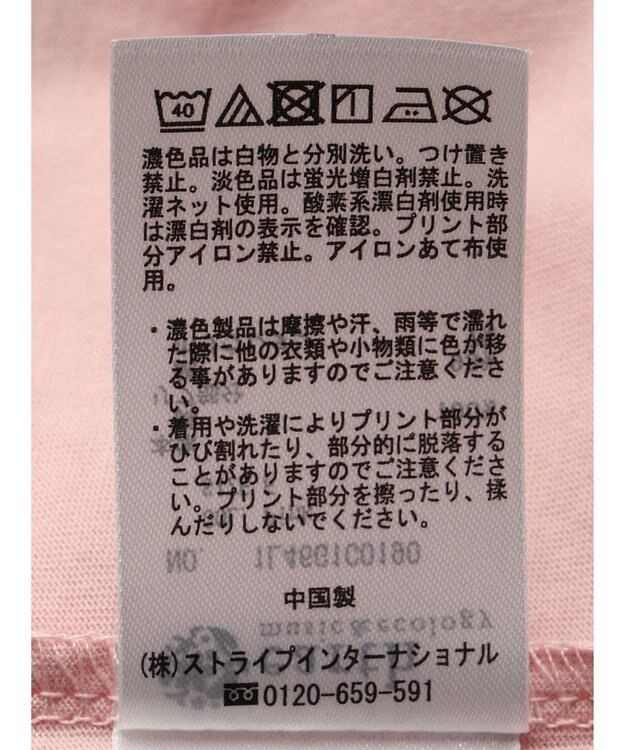 40
濃色品は白物と分別洗い。つけ置き
禁止。淡色品は蛍光増白剤禁止。洗
濯ネット使用。酸素系漂白剤使用時
は漂白剤の表示を確認。プリント部
分アイロン禁止。アイロンあて布使
用。
・濃色製品は摩擦や汗、雨等で濡れ
た際に他の衣類や小物類に色が移
る事がありますのでご注意くださ
い。
・着用や洗濯によりプリント部分が
ひび割れたり、部分的に脱落する
ことがありますのでご注意くださ
い。プリント部分を擦ったり、揉
んだりしないでください。
NO. 1L46G1C0190
中国製
music&ecology
(株)ストライプインターナショナル
0120-659-591